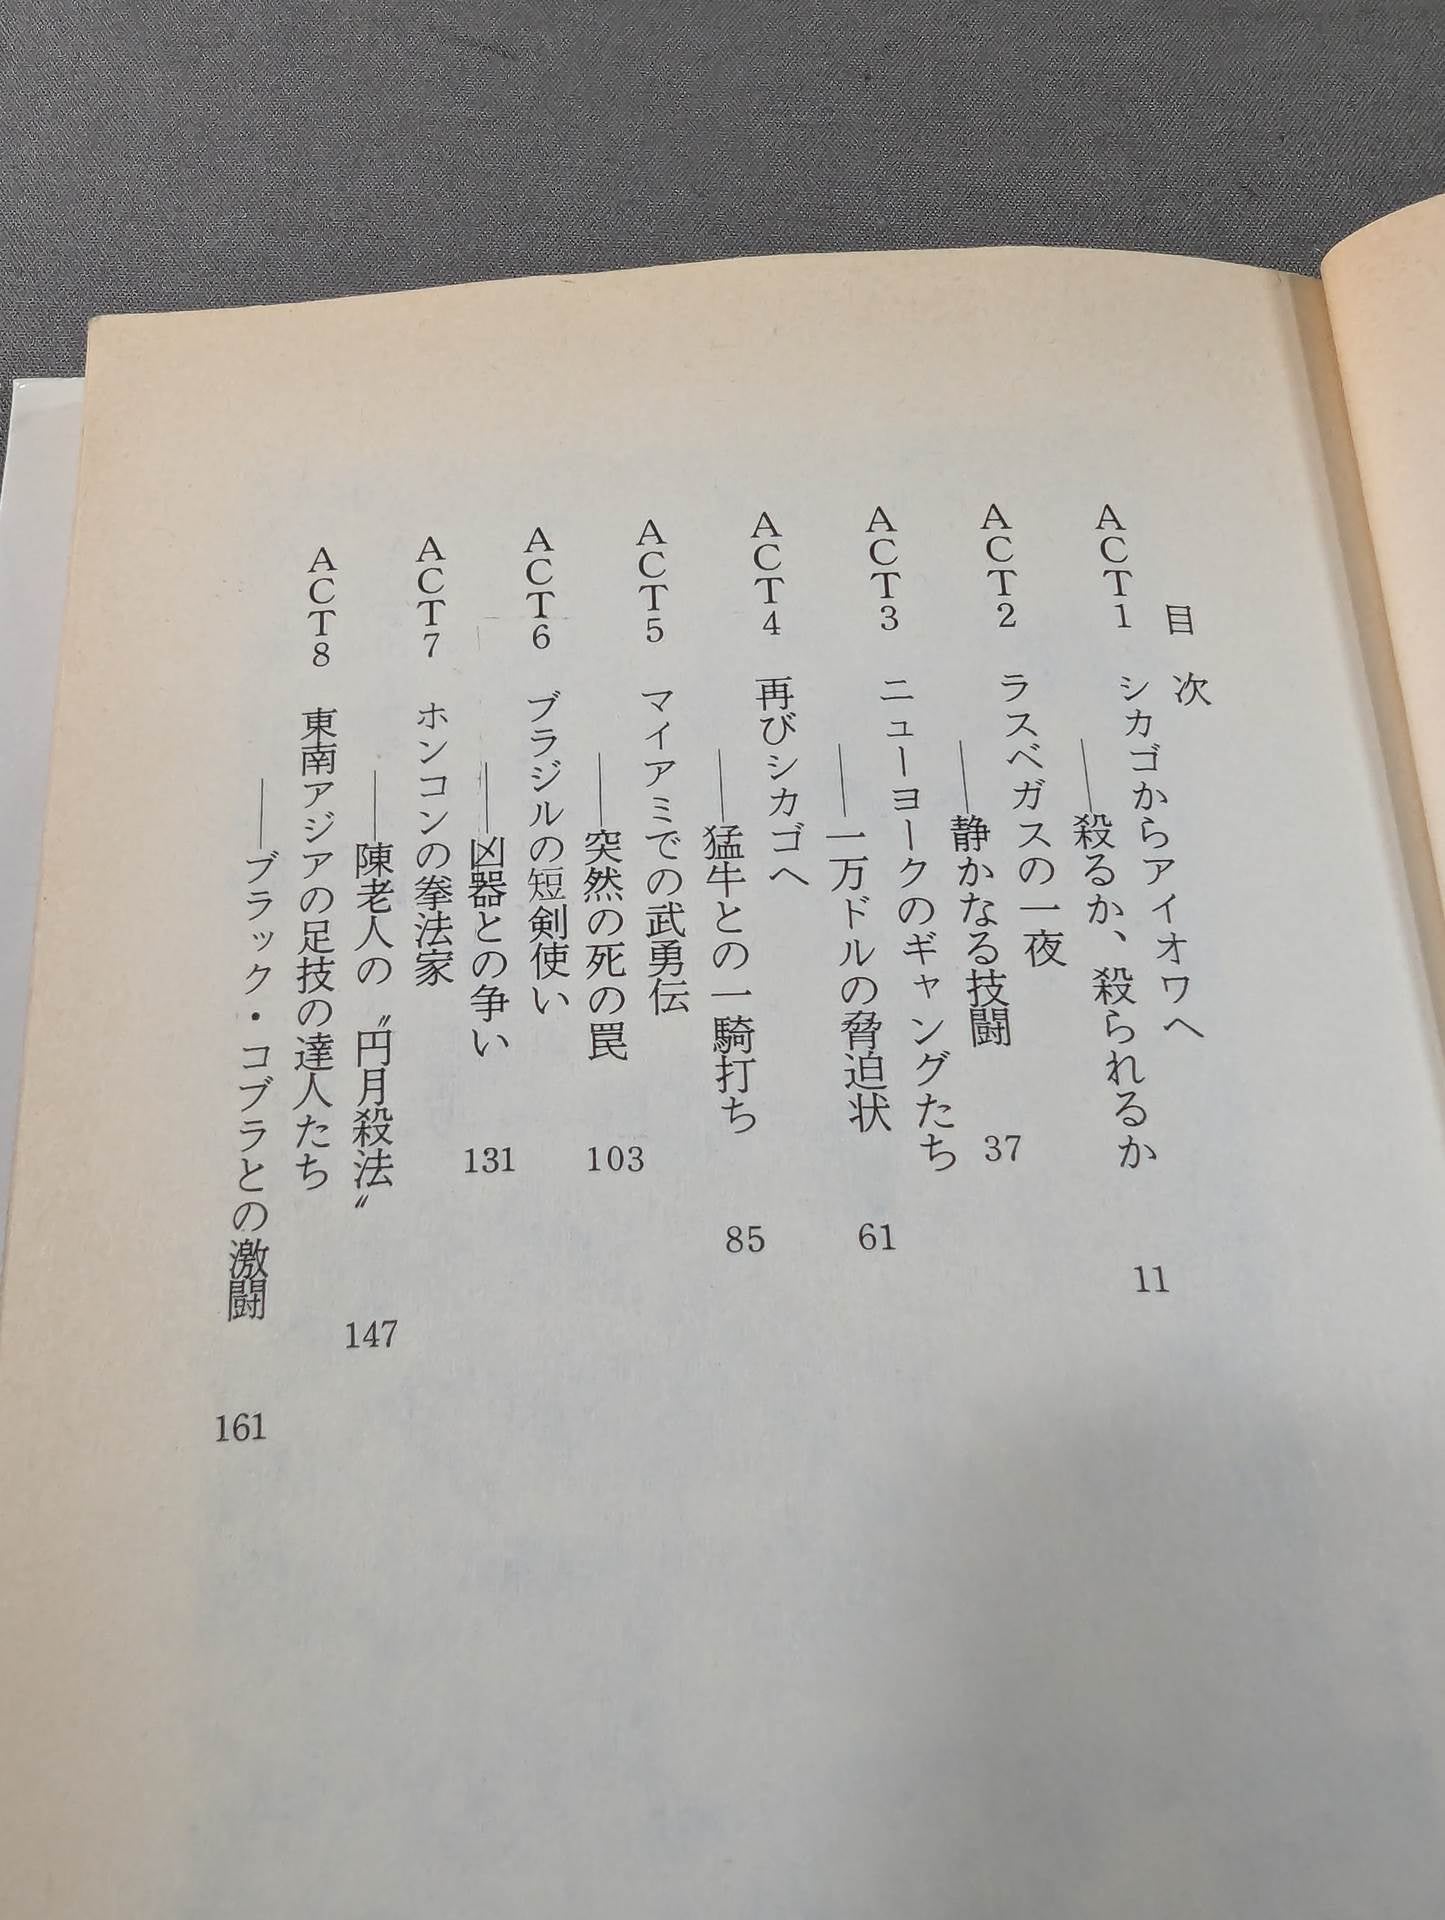 目次
ACT1 シカゴからアイオワへ
――殺るか、殺られるか 11
ACT2 ラスベガスの一夜
――静かなる技闘 37
ACT3 ニューヨークのギャングたち
――一万ドルの脅迫状 61
ACT4 再びシカゴへ
――猛牛との一騎打ち 85
ACT5 マイアミでの武勇伝
――突然の死の罠 103
ACT6 ブラジルの短剣使い
――凶器との争い 131
ACT7 ホンコンの拳法家
――陳老人の〝円月殺法〟 147
ACT8 東南アジアの足技の達人たち
――ブラック・コブラとの激闘 161